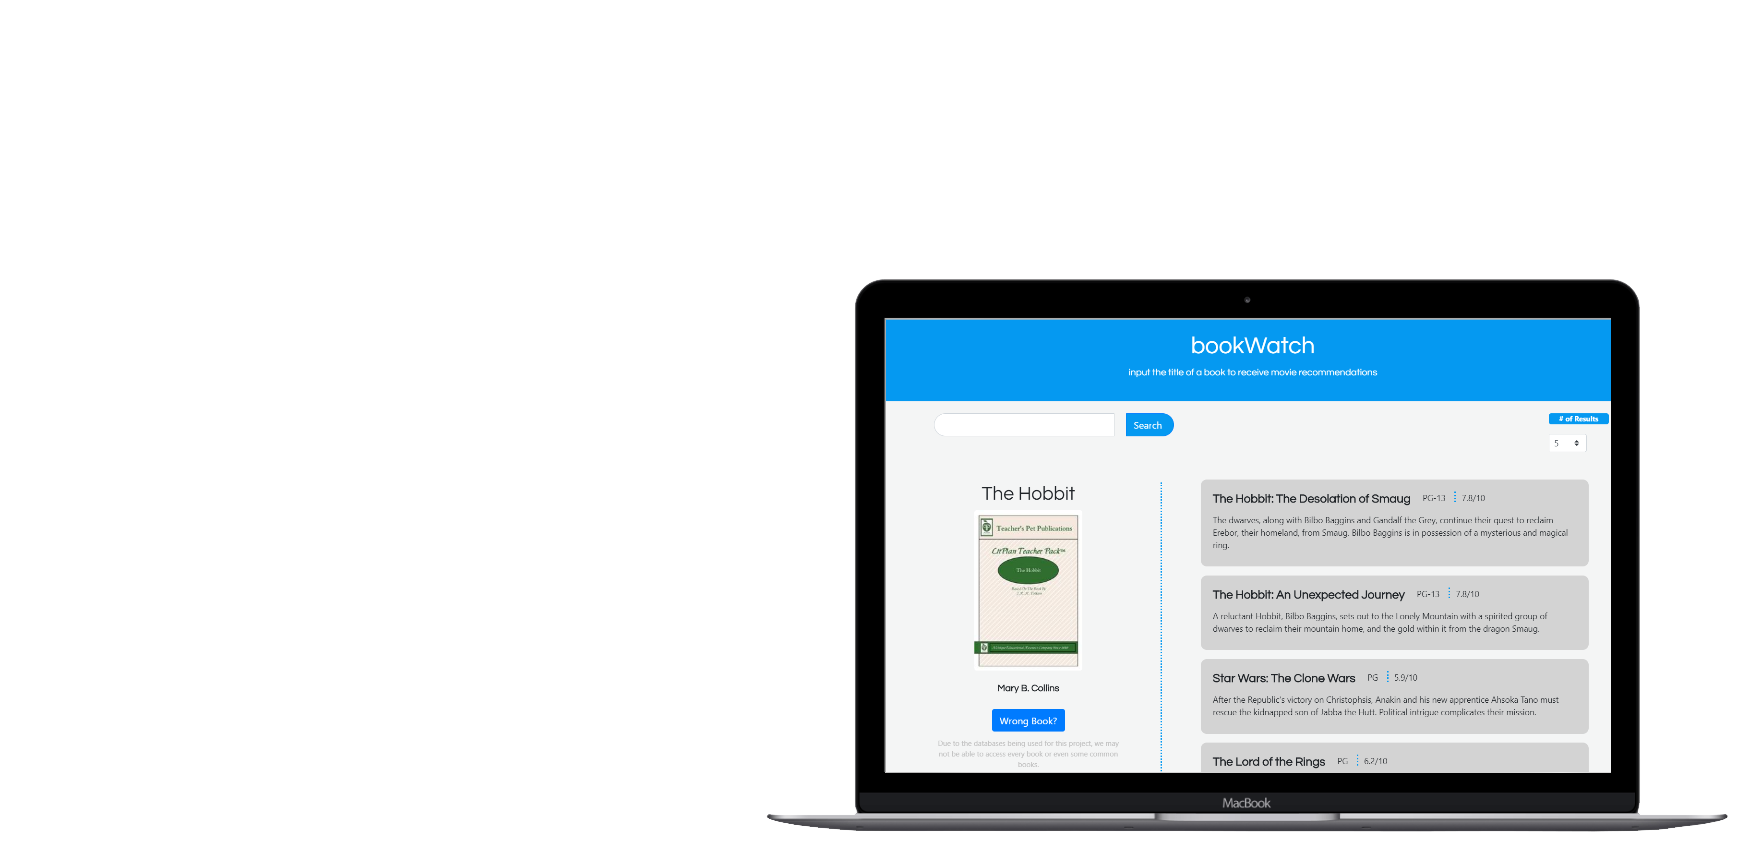 bookWatch
input the title of a book to receive movie recommendations
Search
# of Results
5
The Hobbit
Teacher's Pet Publications
LitPlan Teacher Pack™
The Hobbit
Mary B. Collins
Wrong Book?
Due to the databases being used for this project, we may
not be able to access every book or even some common
books.
The Hobbit: The Desolation of Smaug PG-13 7.8/10
The dwarves, along with Bilbo Baggins and Gandalf the Grey, continue their quest to reclaim
Erebor, their homeland, from Smaug. Bilbo Baggins is in possession of a mysterious and magical
ring.
The Hobbit: An Unexpected Journey PG-13 7.8/10
A reluctant Hobbit, Bilbo Baggins, sets out to the Lonely Mountain with a spirited group of
dwarves to reclaim their mountain home, and the gold within it from the dragon Smaug.
Star Wars: The Clone Wars PG 5.9/10
After the Republic's victory on Christophsis, Anakin and his new apprentice Ahsoka Tano must
rescue the kidnapped son of Jabba the Hutt. Political intrigue complicates their mission.
The Lord of the Rings PG 6.2/10
MacBook